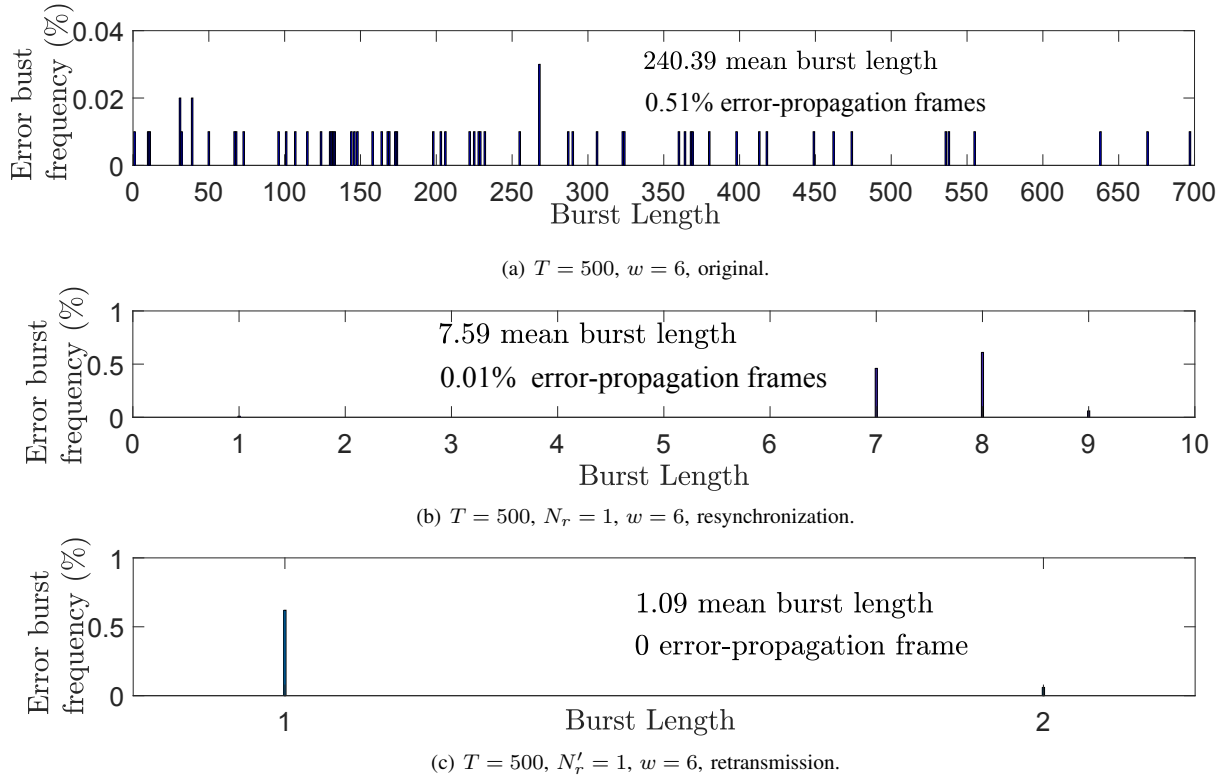 Error bust
frequency (%)
0.04
0.02
0
240.39 mean burst length
0.51% error-propagation frames
0 50 100 150 200 250 300 350 400 450 500 550 600 650 700
Burst Length
(a) T = 500, w = 6, original.
Error burst
frequency (%)
1
0.5
0
7.59 mean burst length
0.01% error-propagation frames
0 1 2 3 4 5 6 7 8 9 10
Burst Length
(b) T = 500, N_r = 1, w = 6, resynchronization.
Error burst
frequency (%)
1
0.5
0
1.09 mean burst length
0 error-propagation frame
1 2
Burst Length
(c) T = 500, N′_r = 1, w = 6, retransmission.